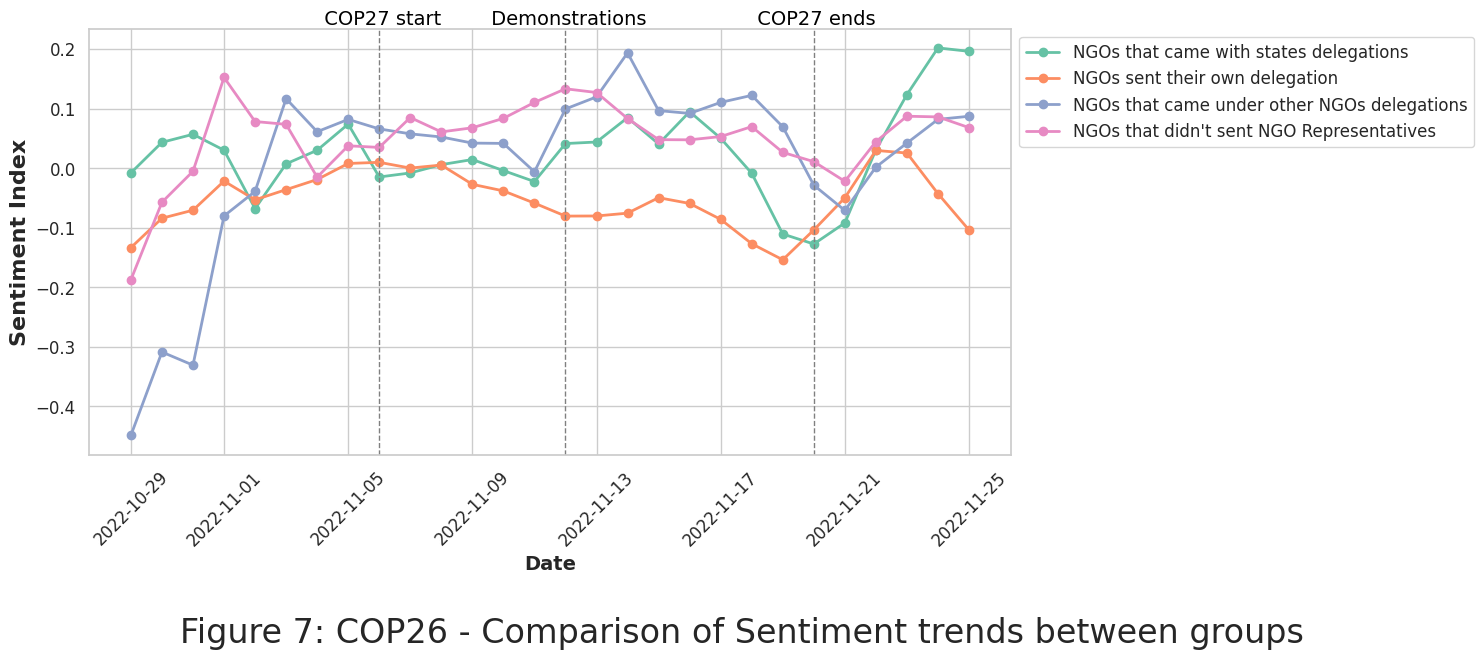 COP27 start Demonstrations COP27 ends
0.2
0.1
0.0
−0.1
−0.2
−0.3
−0.4
Sentiment Index
NGOs that came with states delegations
NGOs sent their own delegation
NGOs that came under other NGOs delegations
NGOs that didn't sent NGO Representatives
2022-10-29
2022-11-01
2022-11-05
2022-11-09
2022-11-13
2022-11-17
2022-11-21
2022-11-25
Date
Figure 7: COP26 - Comparison of Sentiment trends between groups